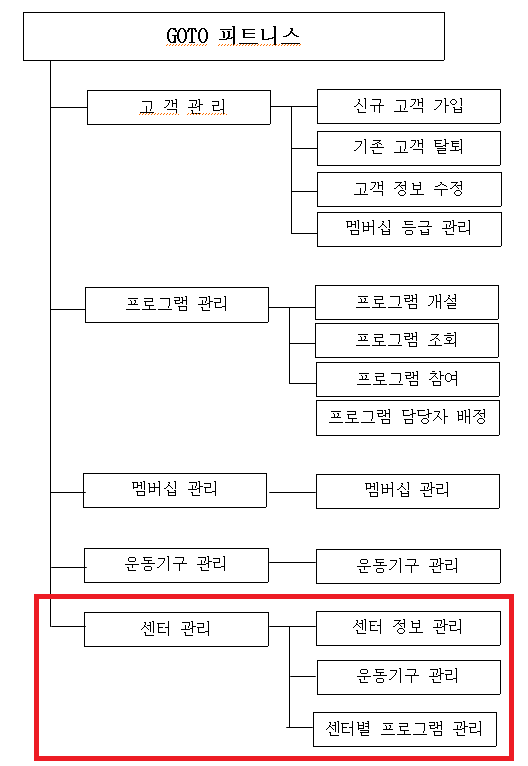 GOTO 피트니스
고 객 관 리
신규 고객 가입
기존 고객 탈퇴
고객 정보 수정
멤버십 등급 관리
프로그램 관리
프로그램 개설
프로그램 조회
프로그램 참여
프로그램 담당자 배정
멤버십 관리
멤버십 관리
운동기구 관리
운동기구 관리
센터 관리
센터 정보 관리
운동기구 관리
센터별 프로그램 관리